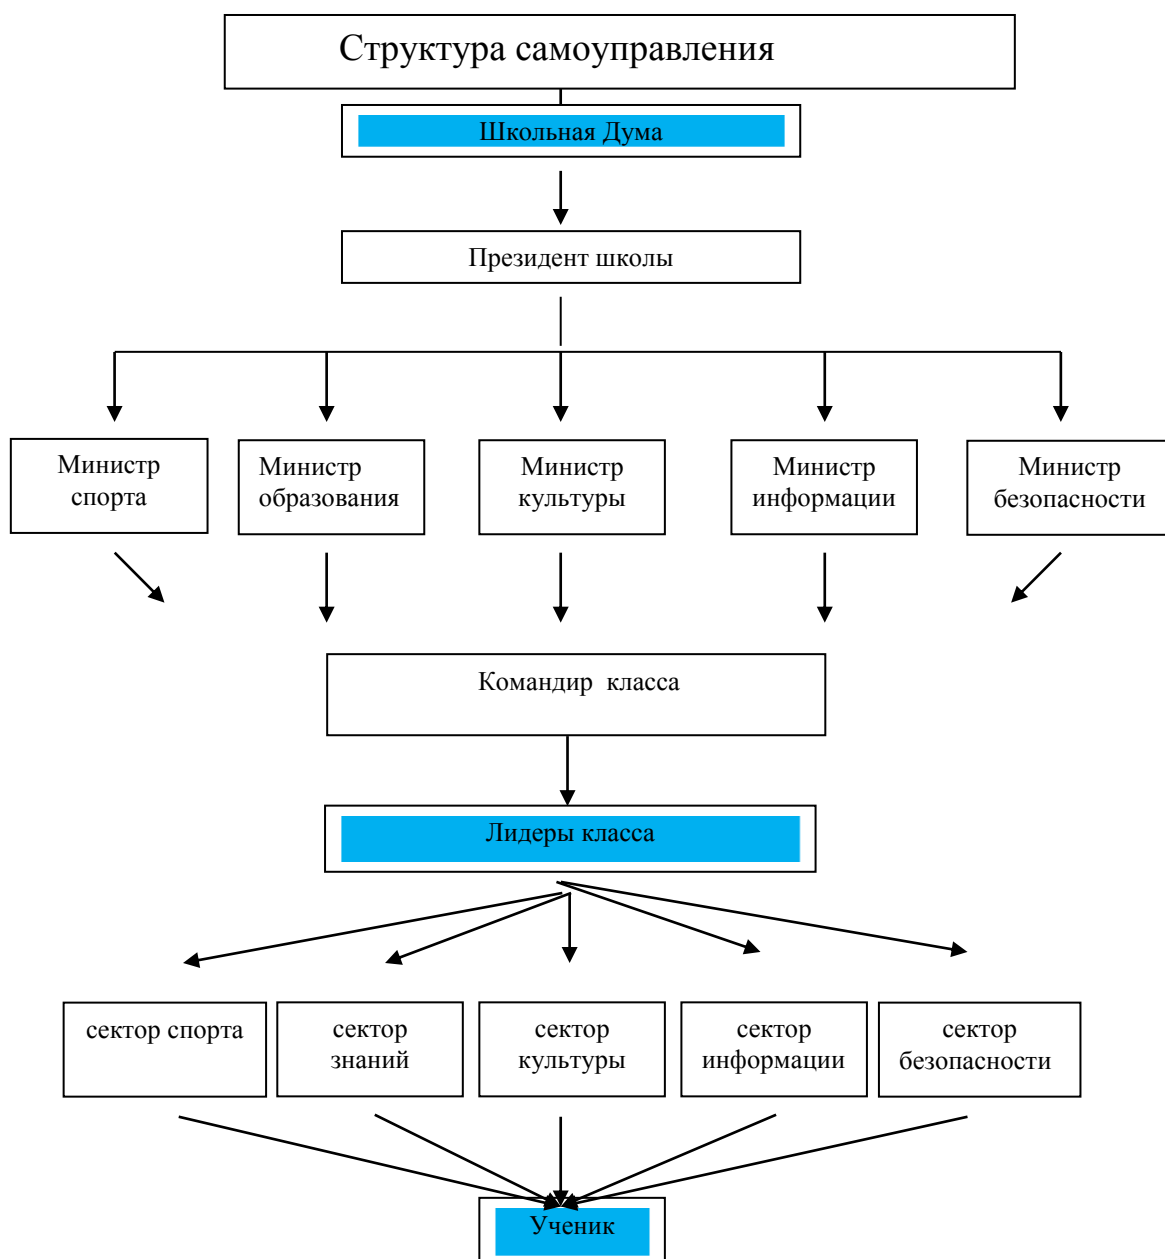 Структура самоуправления
Школьная Дума
Президент школы
Министр
спорта
Министр
образования
Министр
культуры
Министр
информации
Министр
безопасности
Командир  класса
Лидеры класса
сектор спорта
сектор
знаний
сектор
культуры
сектор
информации
сектор
безопасности
Ученик